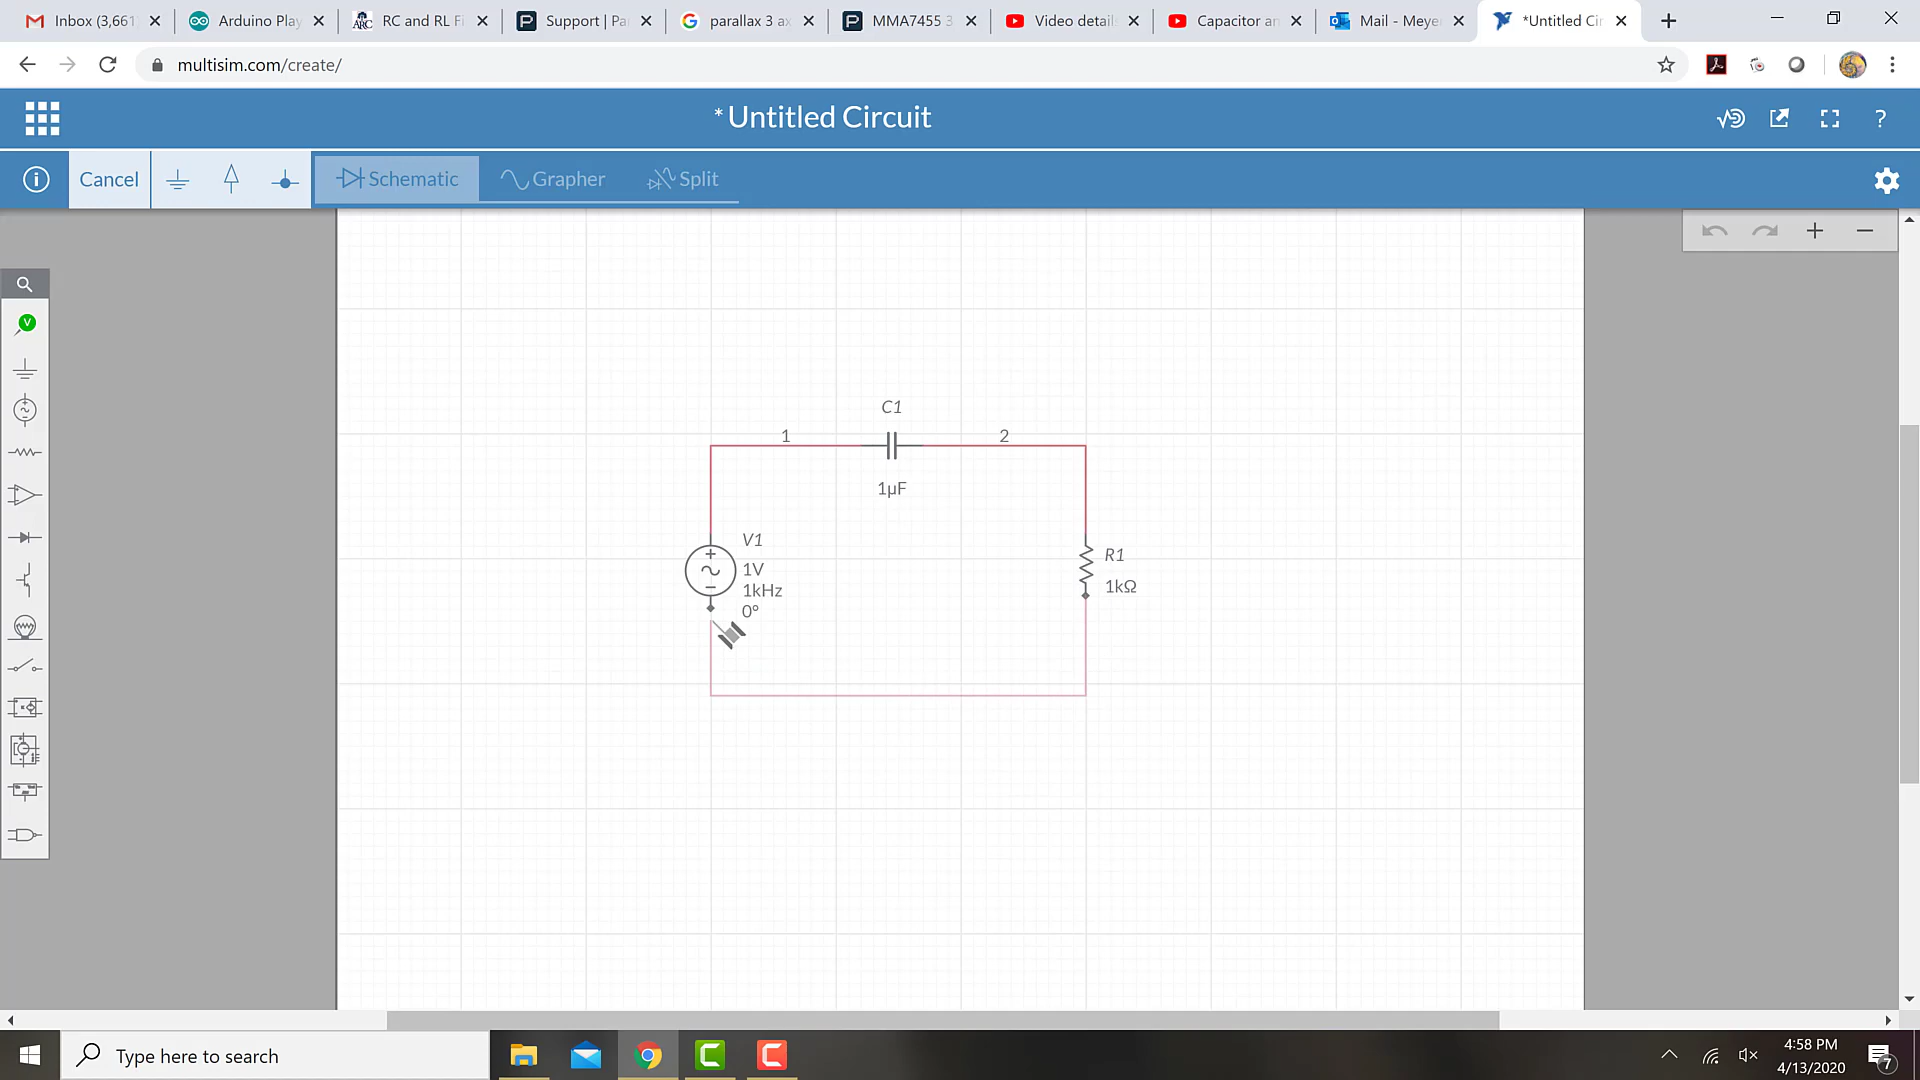 Inbox (3,661
Arduino Play
RC and RL Fi
Support | Pa
parallax 3 ax
MMA7455 3
Video detail
Capacitor an
Mail - Meye
*Untitled Cir
multisim.com/create/
* Untitled Circuit
?
Cancel
Schematic
Grapher
Split
V
C1
1
2
1µF
V1
1V
1kHz
0°
R1
1kΩ
Type here to search
4:58 PM
4/13/2020
7